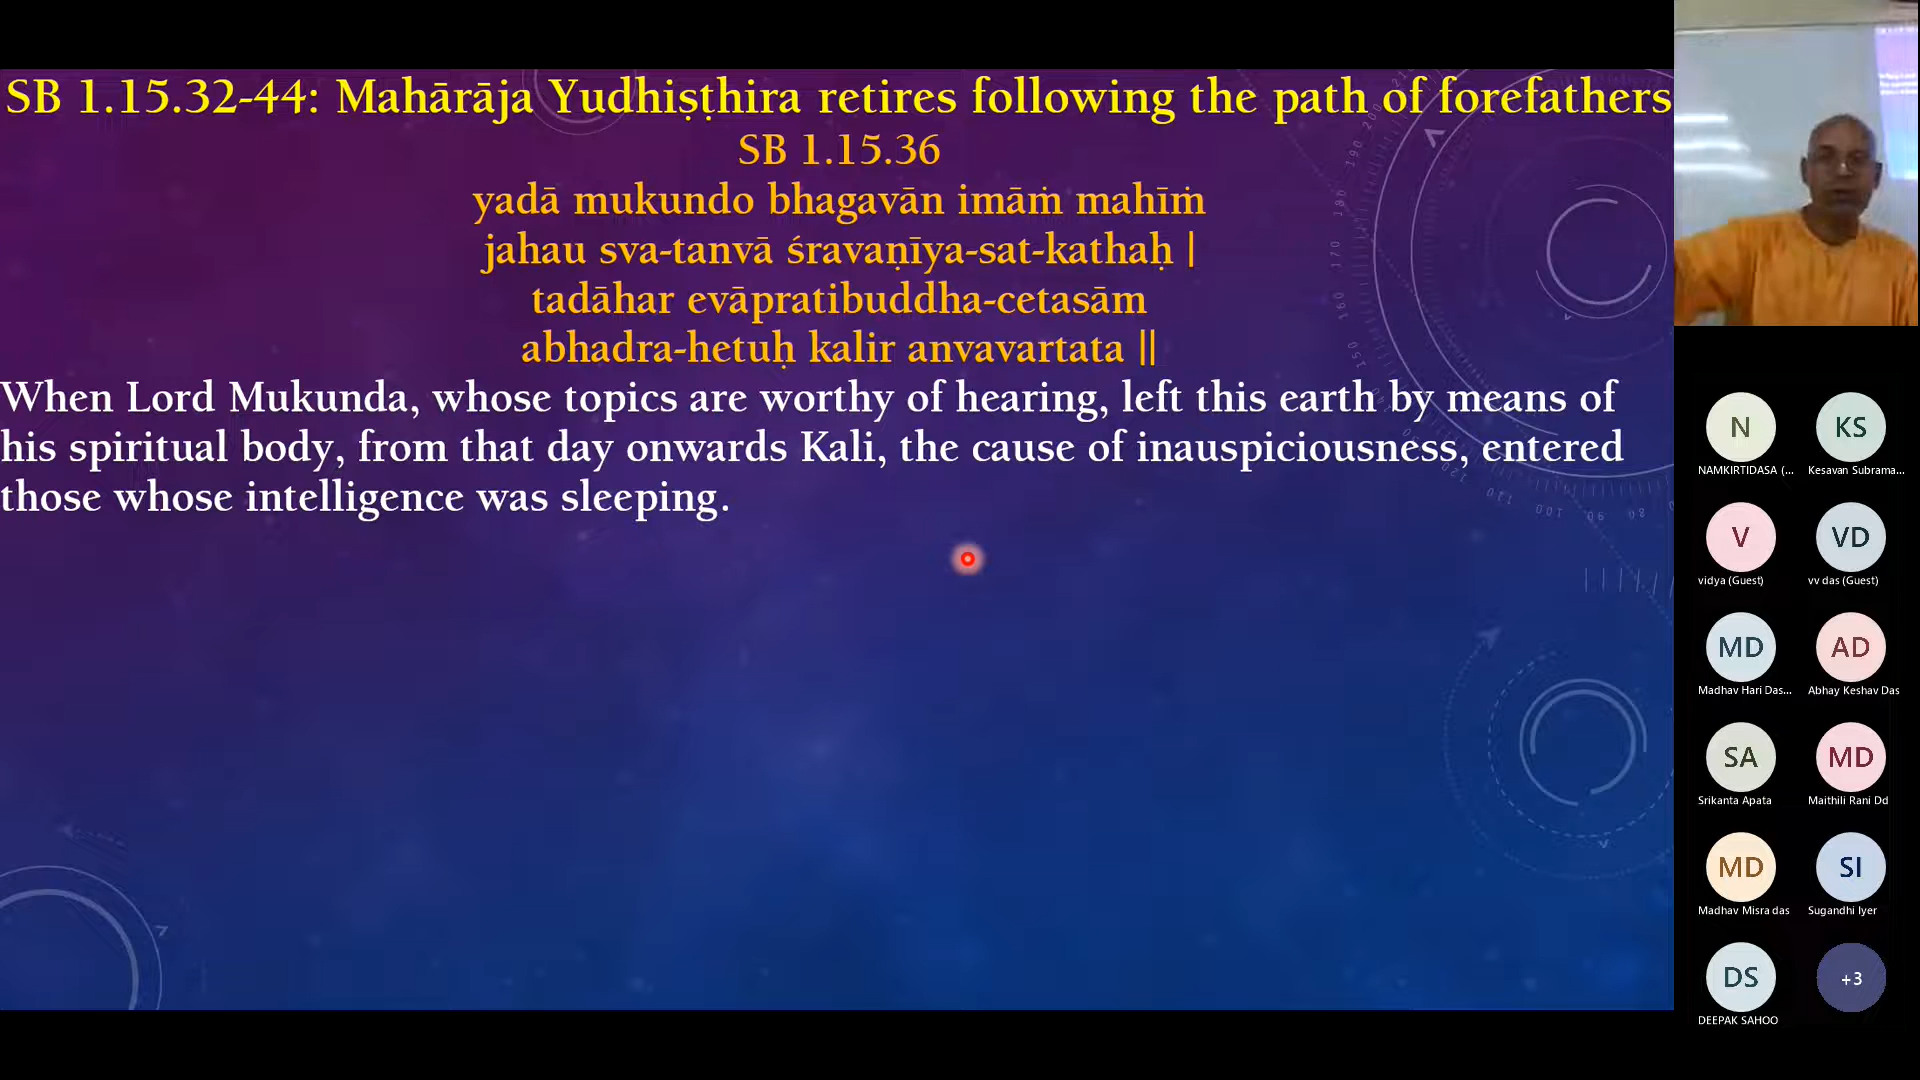 SB 1.15.32-44: Mahārāja Yudhiṣṭhira retires following the path of forefathers
SB 1.15.36
yadā mukundo bhagavān imāṁ mahīṁ
jahau sva-tanvā śravaṇīya-sat-kathaḥ |
tadāhar evāpratibuddha-cetasām
abhadra-hetuḥ kalir anvavartata ||
When Lord Mukunda, whose topics are worthy of hearing, left this earth by means of
his spiritual body, from that day onwards Kali, the cause of inauspiciousness, entered
those whose intelligence was sleeping.
N
KS
NAMKIRTIDASA (...
Kesavan Subrama...
V
VD
vidya (Guest)
vv das (Guest)
MD
AD
Madhav Hari Das...
Abhay Keshav Das
SA
MD
Srikanta Apata
Maithili Rani Dd
MD
SI
Madhav Misra das
Sugandhi Iyer
DS
+3
DEEPAK SAHOO